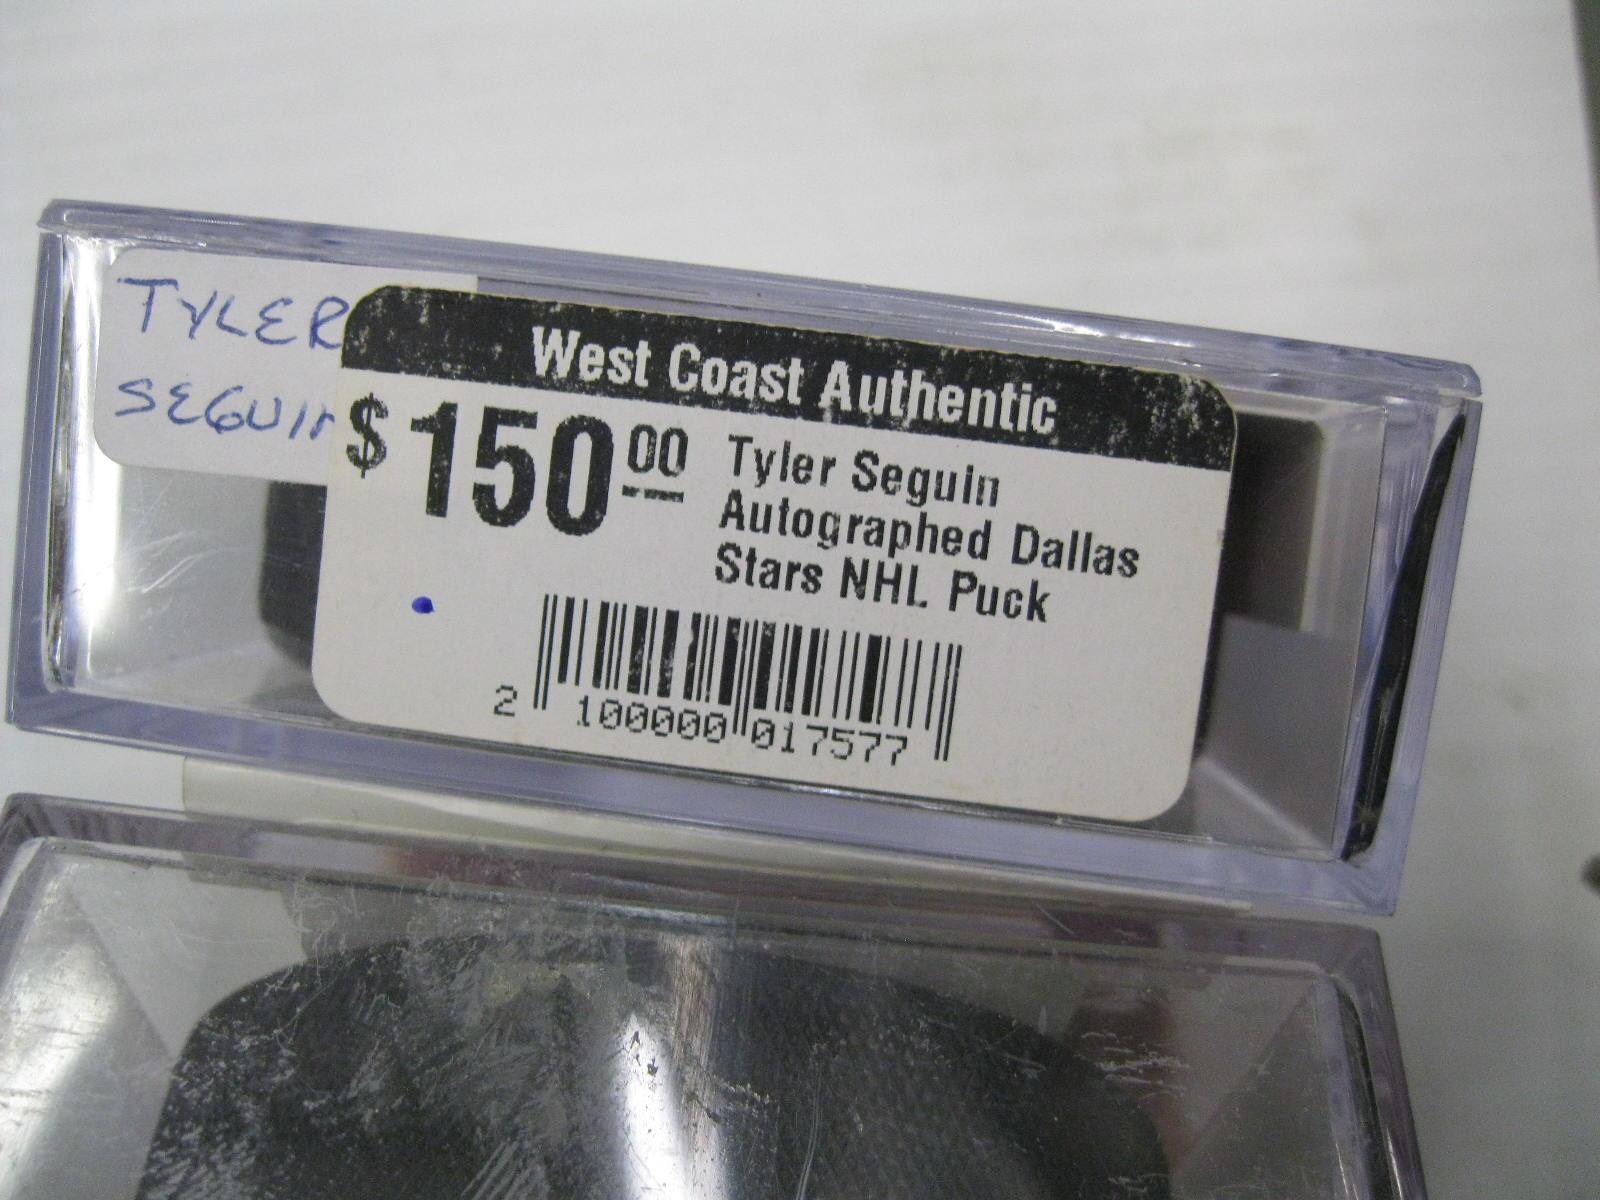 TYLER
SEGUIN
West Coast Authentic
$150.00
Tyler Seguin
Autographed Dallas
Stars NHL Puck
2 100000 017577